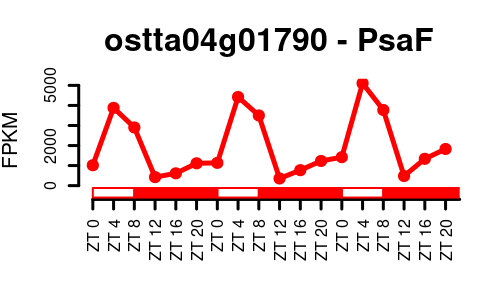 ostta04g01790 - PsaF
FPKM
5000
2000
0
ZT 0 ZT 4 ZT 8 ZT 12 ZT 16 ZT 20 ZT 0 ZT 4 ZT 8 ZT 12 ZT 16 ZT 20 ZT 0 ZT 4 ZT 8 ZT 12 ZT 16 ZT 20